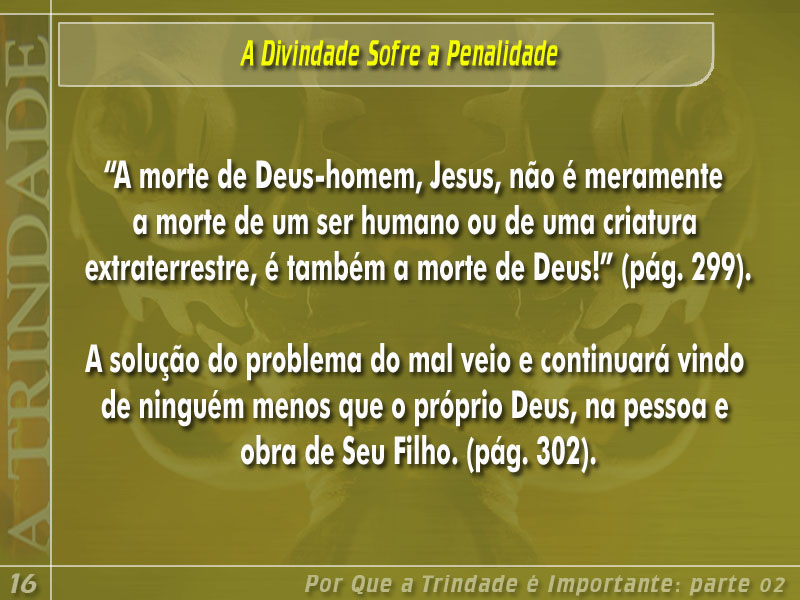 A TRINDADE
A Divindade Sofre a Penalidade
“A morte de Deus-homem, Jesus, não é meramente
a morte de um ser humano ou de uma criatura
extraterrestre, é também a morte de Deus!” (pág. 299).
A solução do problema do mal veio e continuará vindo
de ninguém menos que o próprio Deus, na pessoa e
obra de Seu Filho. (pág. 302).
16
Por Que a Trindade é Importante: parte 02